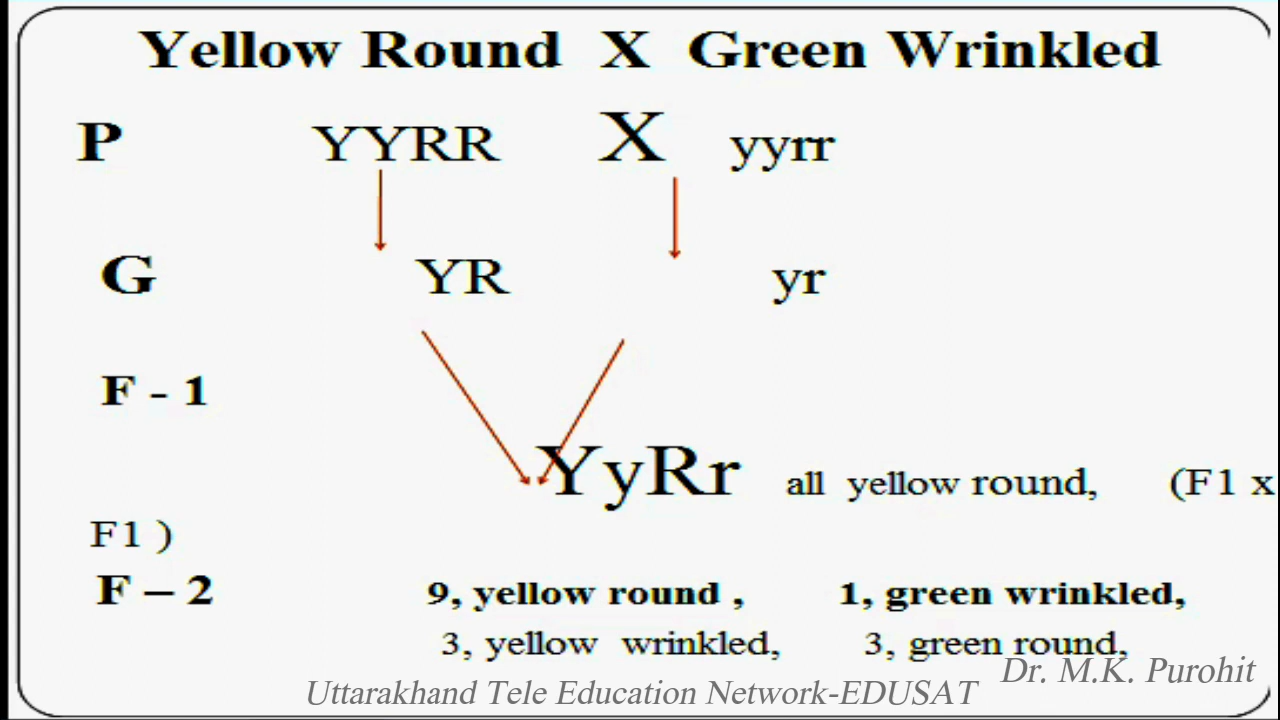 Yellow Round X Green Wrinkled
P YYRR X yyrr
G YR yr
F - 1
YyRr all yellow round, (F1 x
F1 )
F – 2 9, yellow round , 1, green wrinkled,
3, yellow wrinkled, 3, green round,
Dr. M.K. Purohit
Uttarakhand Tele Education Network-EDUSAT